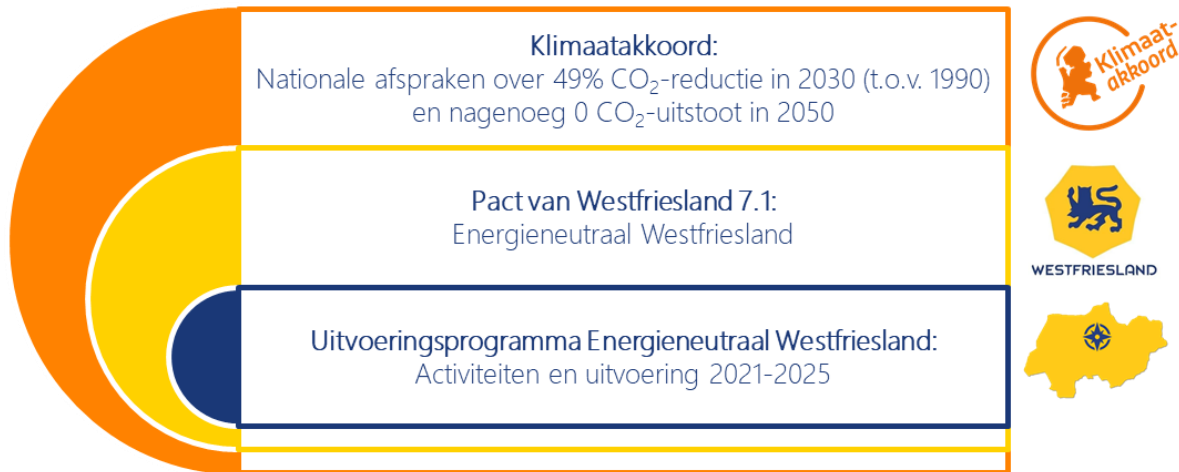 Klimaatakkoord:
Nationale afspraken over 49% CO₂-reductie in 2030 (t.o.v. 1990)
en nagenoeg 0 CO₂-uitstoot in 2050
Klimaat-
akkoord
Pact van Westfriesland 7.1:
Energieneutraal Westfriesland
WESTFRIESLAND
Uitvoeringsprogramma Energieneutraal Westfriesland:
Activiteiten en uitvoering 2021-2025